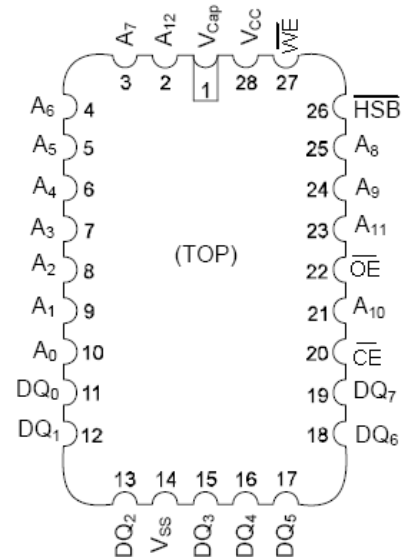 A7 A12 VCap VCC WE
3 2 1 28 27
A6 4 26 HSB
A5 5 25 A8
A4 6 24 A9
A3 7 23 A11
(TOP)
A2 8 22 OE
A1 9 21 A10
A0 10 20 CE
DQ0 11 19 DQ7
DQ1 12 18 DQ6
13 14 15 16 17
DQ2 VSS DQ3 DQ4 DQ5